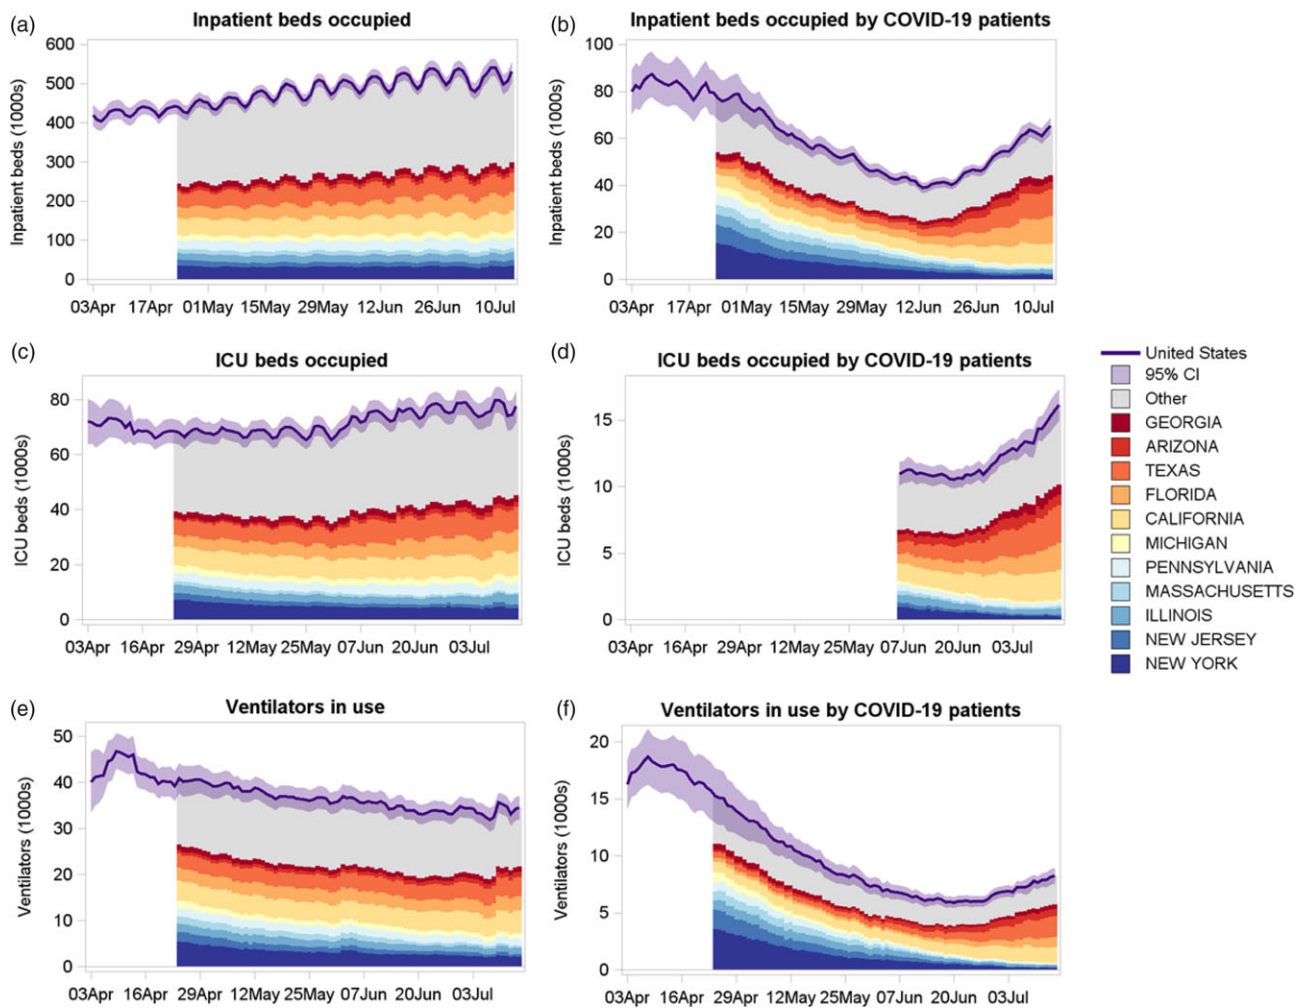 (a) Inpatient beds occupied
Inpatient beds (1000s)
600
500
400
300
200
100
0
03Apr 17Apr 01May 15May 29May 12Jun 26Jun 10Jul
(b) Inpatient beds occupied by COVID-19 patients
Inpatient beds (1000s)
100
80
60
40
20
0
03Apr 17Apr 01May 15May 29May 12Jun 26Jun 10Jul
(c) ICU beds occupied
ICU beds (1000s)
80
60
40
20
0
03Apr 16Apr 29Apr 12May 25May 07Jun 20Jun 03Jul
(d) ICU beds occupied by COVID-19 patients
ICU beds (1000s)
15
10
5
0
03Apr 16Apr 29Apr 12May 25May 07Jun 20Jun 03Jul
United States
95% CI
Other
GEORGIA
ARIZONA
TEXAS
FLORIDA
CALIFORNIA
MICHIGAN
PENNSYLVANIA
MASSACHUSETTS
ILLINOIS
NEW JERSEY
NEW YORK
(e) Ventilators in use
Ventilators (1000s)
50
40
30
20
10
0
03Apr 16Apr 29Apr 12May 25May 07Jun 20Jun 03Jul
(f) Ventilators in use by COVID-19 patients
Ventilators (1000s)
20
15
10
5
0
03Apr 16Apr 29Apr 12May 25May 07Jun 20Jun 03Jul